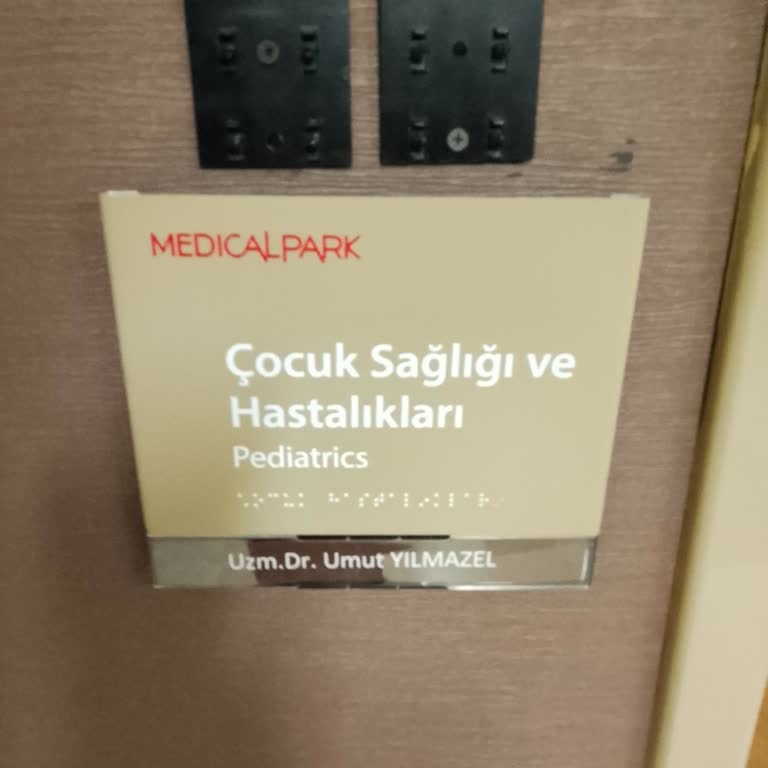 MEDICALPARK
Çocuk Sağlığı ve
Hastalıkları
Pediatrics
Uzm.Dr. Umut YILMAZEL